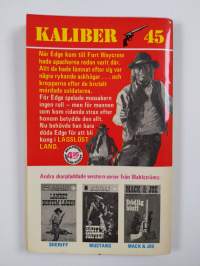 KALIBER 45
När Edge kom till Fort Waycross
hade apacherna redan varit där.
Allt de hade lämnat efter sig var
några rykande askhögar... och
kropparna efter de brutalt
mördade soldaterna.
För Edge spelade massakern
ingen roll – men för mannen
som ridande strax efter
honom betydde den allt.
Nu behövde han bara
döda Edge för att bli
kung i LAGLÖST
LAND.
Andra skarpladdade western-serier från Wahlströms:
SHERIFF
MUSTANG
MACK & JOE